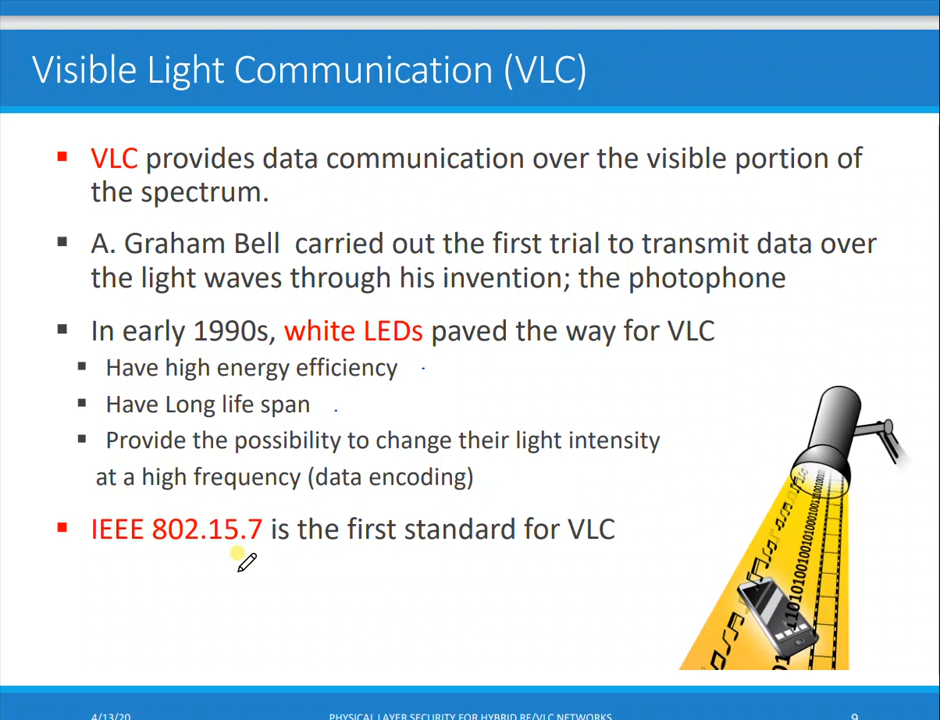 Visible Light Communication (VLC)
VLC provides data communication over the visible portion of
the spectrum.
A. Graham Bell carried out the first trial to transmit data over
the light waves through his invention; the photophone
In early 1990s, white LEDs paved the way for VLC
Have high energy efficiency
Have Long life span
Provide the possibility to change their light intensity
at a high frequency (data encoding)
IEEE 802.15.7 is the first standard for VLC
4/13/20
PHYSICAL LAYER SECURITY FOR HYBRID RF/VLC NETWORKS
9